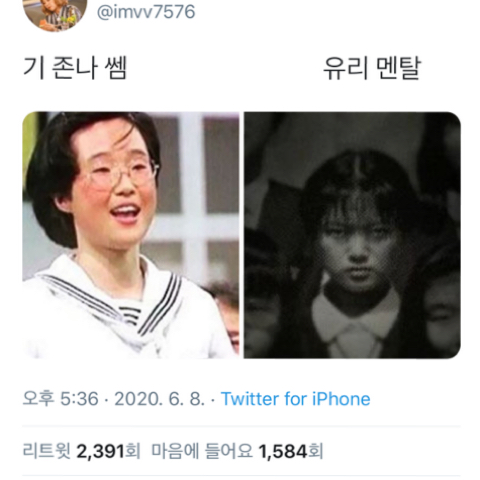 @imvv7576
기 존나 쎔 유리 멘탈
오후 5:36 · 2020. 6. 8. · Twitter for iPhone
리트윗 2,391회 마음에 들어요 1,584회